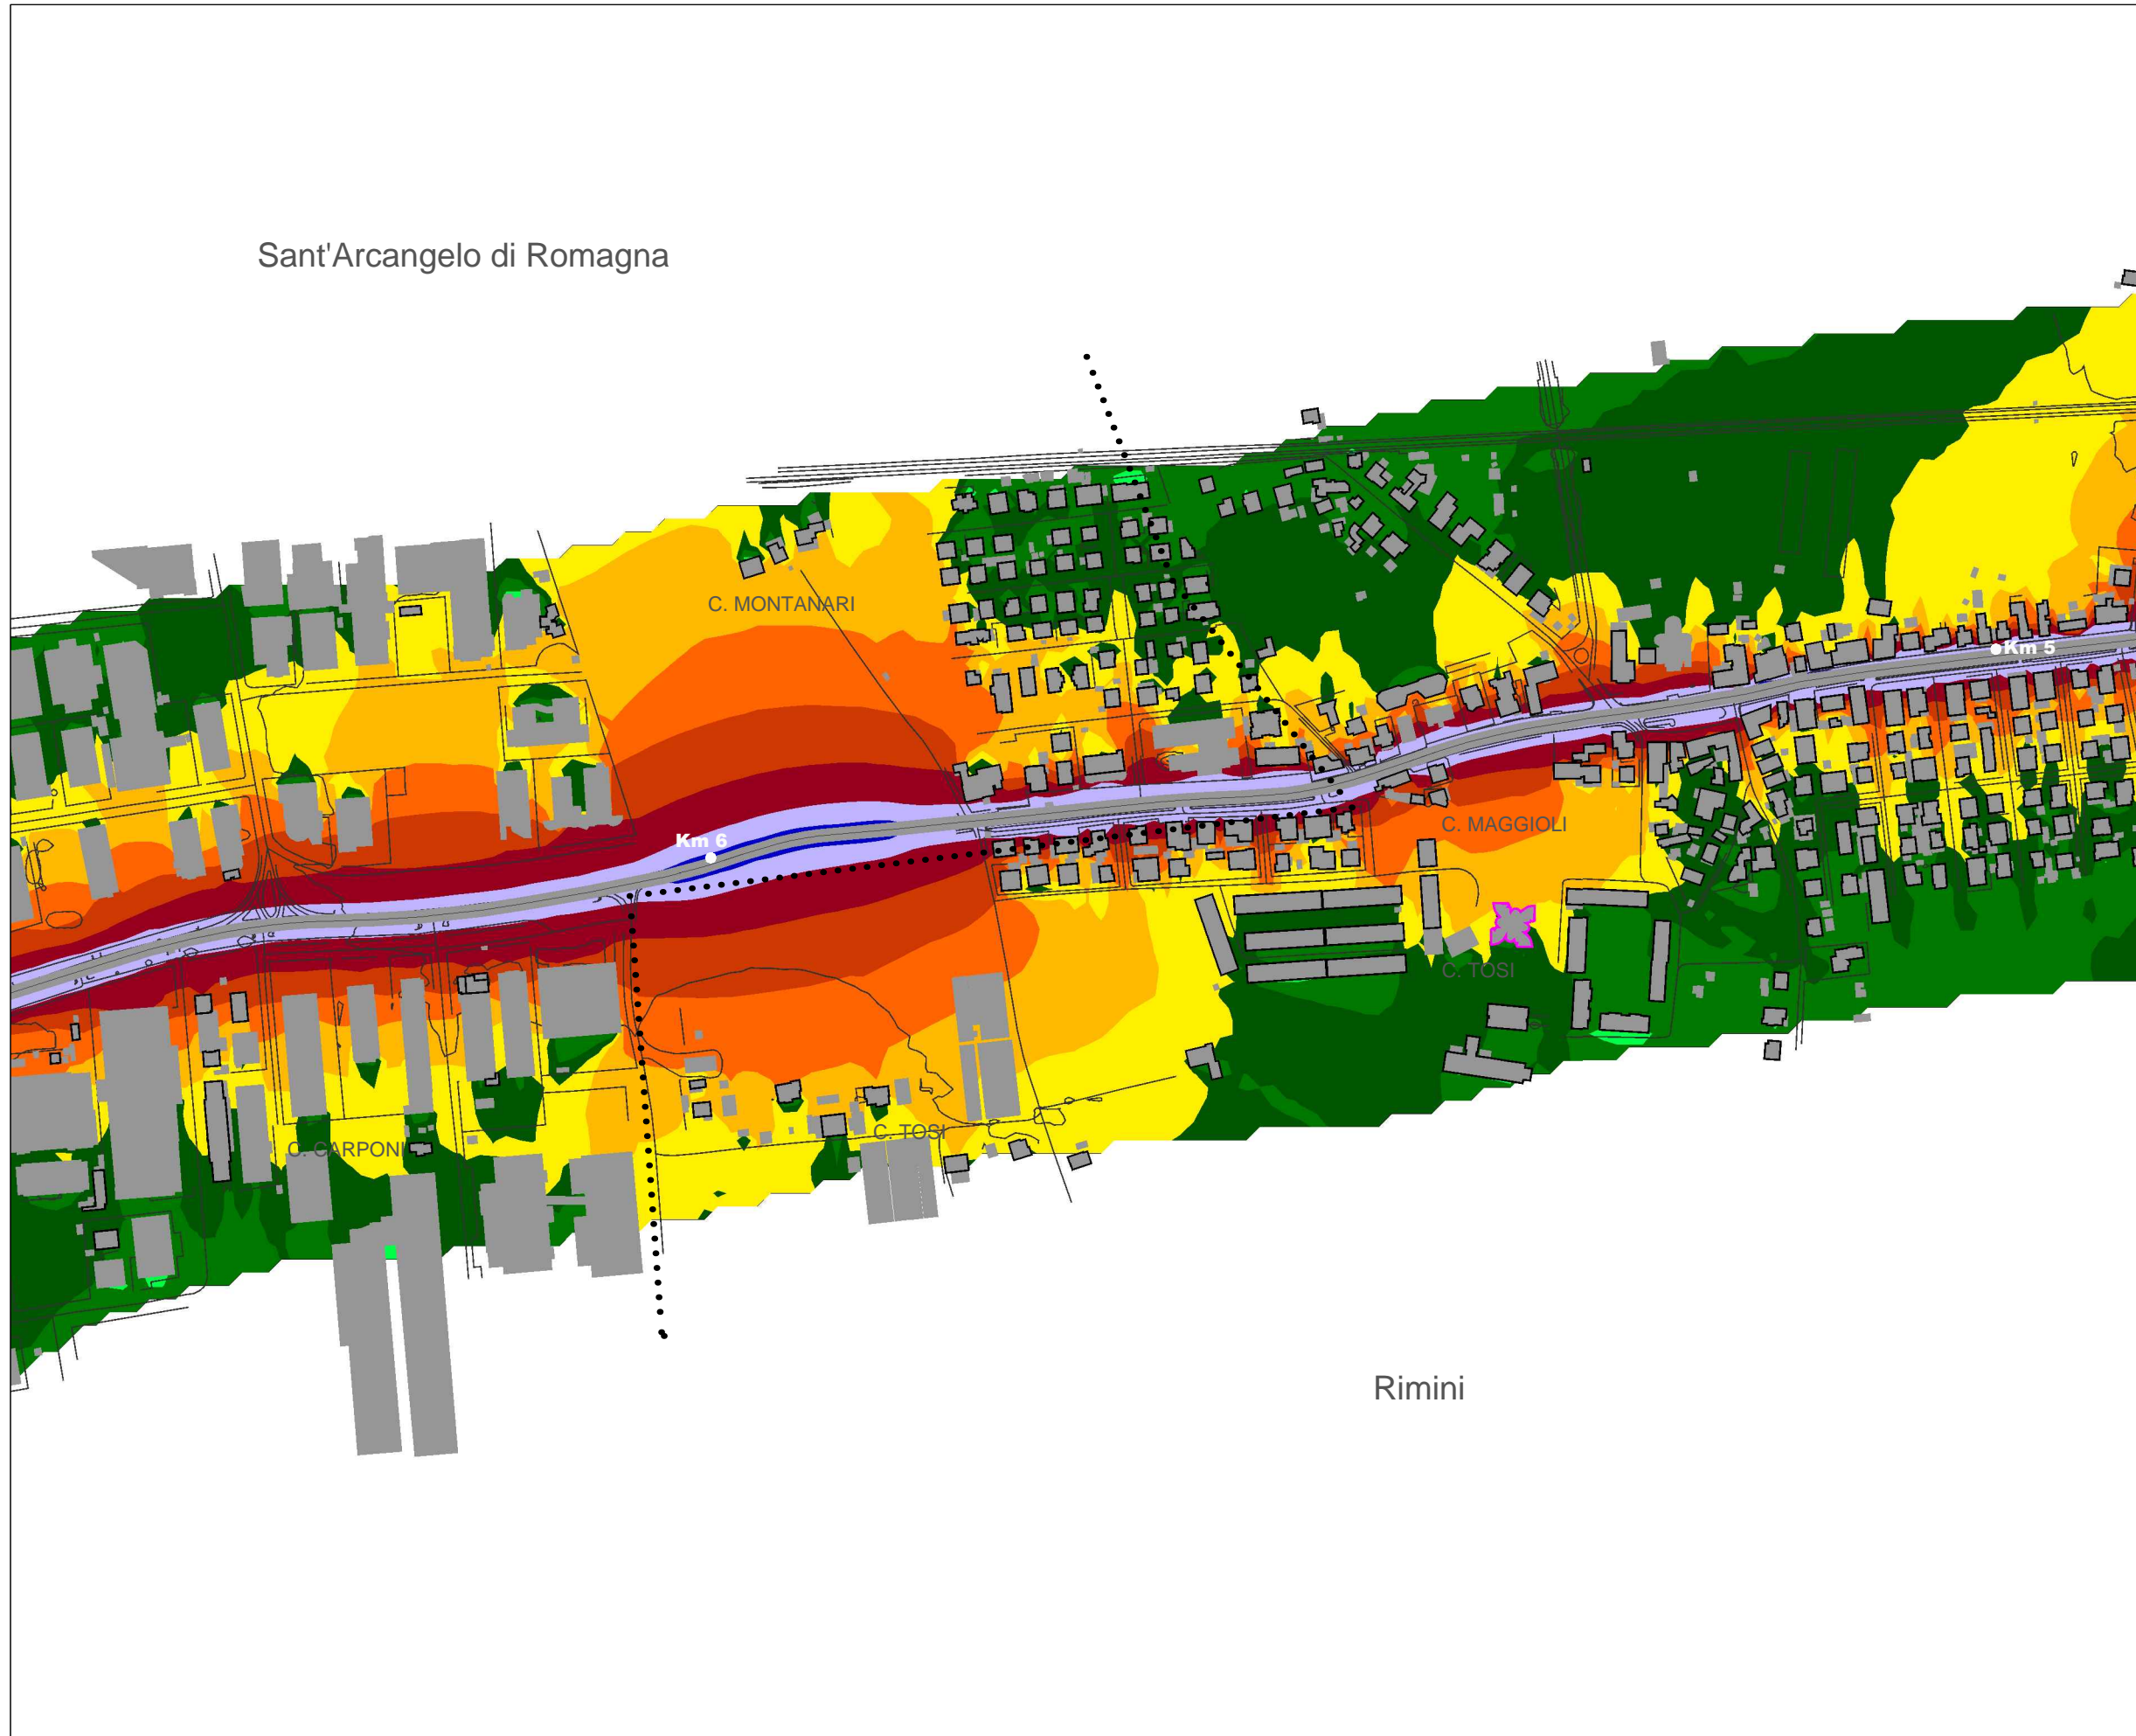 Sant'Arcangelo di Romagna
C. MONTANARI
Km 5
C. MAGGIOLI
Km 6
C. TOSI
C. TOSI
C. CARPONI
Rimini